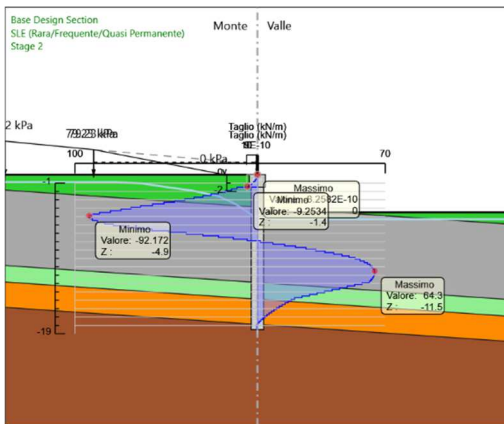 Base Design Section
SLE (Rara/Frequente/Quasi Permanente)
Stage 2
Monte
Valle
2 kPa
Taglio (kN/m)
Taglio (kN/m)
100
0 kPa
70
-1
-2
Massimo
Minimo
Valore: -9.2534
Z : -1.4
0
Minimo
Valore: -92.172
Z : -4.9
Massimo
Valore: 64.3
Z : -11.5
-19